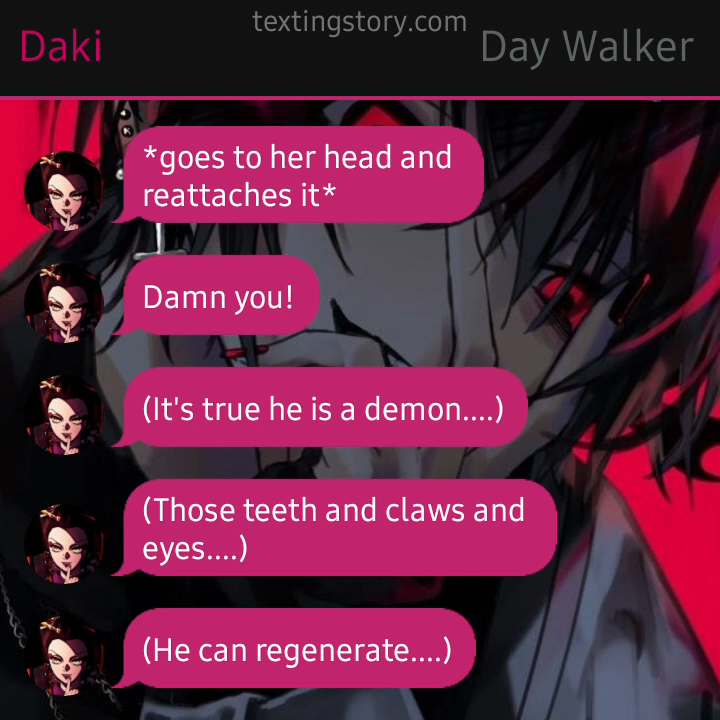 textingstory.com
Daki
Day Walker
*goes to her head and
reattaches it*
Damn you!
(It's true he is a demon....)
(Those teeth and claws and
eyes....)
(He can regenerate....)